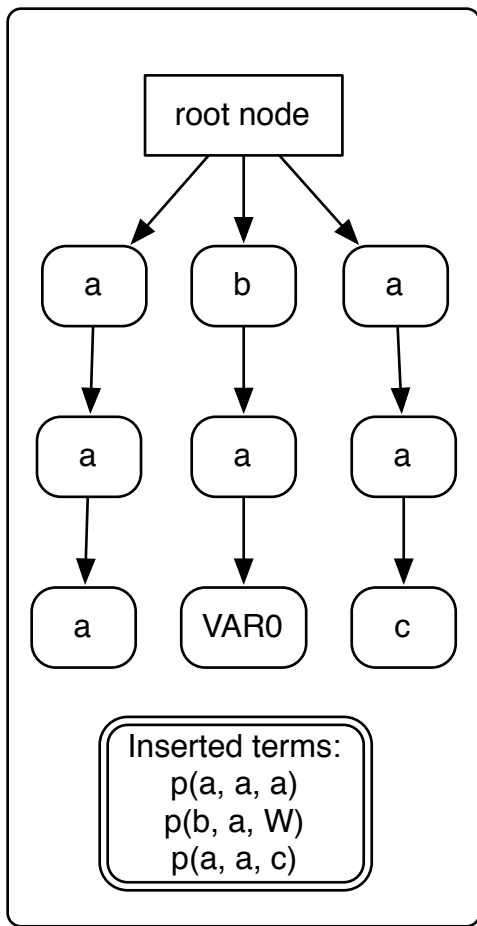 root node
a b a
a a a
a VAR0 c
Inserted terms:
p(a, a, a)
p(b, a, W)
p(a, a, c)